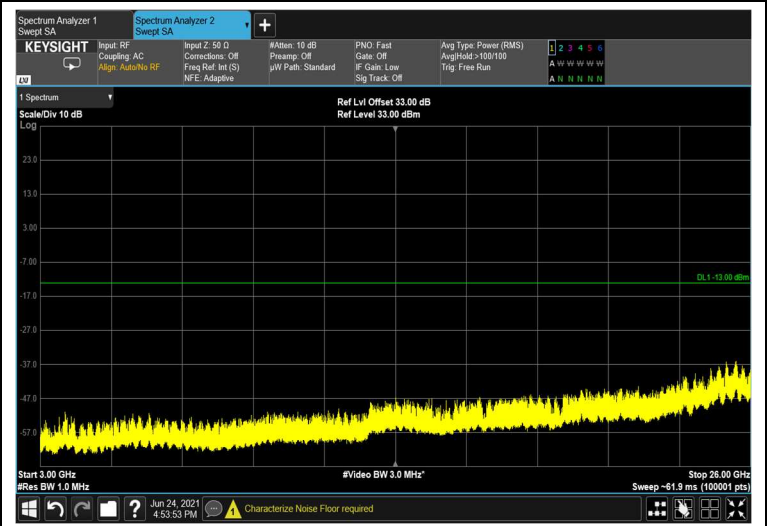 Spectrum Analyzer 1
Swept SA
Spectrum Analyzer 2
Swept SA
KEYSIGHT
Input: RF
Coupling: AC
Align: Auto/No RF
Input Z: 50 Ω
Corrections: Off
Freq Ref: Int (S)
NFE: Adaptive
#Atten: 10 dB
Preamp: Off
µW Path: Standard
PNO: Fast
Gate: Off
IF Gain: Low
Sig Track: Off
Avg Type: Power (RMS)
Avg|Hold:>100/100
Trig: Free Run
1 2 3 4 5 6
A W W W W W
A N N N N N
LXI
1 Spectrum
Scale/Div 10 dB
Ref Lvl Offset 33.00 dB
Ref Level 33.00 dBm
Log
23.0
13.0
3.00
-7.00
DL1 -13.00 dBm
-17.0
-27.0
-37.0
-47.0
-57.0
Start 3.00 GHz
#Res BW 1.0 MHz
#Video BW 3.0 MHz*
Stop 26.00 GHz
Sweep ~61.9 ms (100001 pts)
Jun 24, 2021
4:53:53 PM
Characterize Noise Floor required